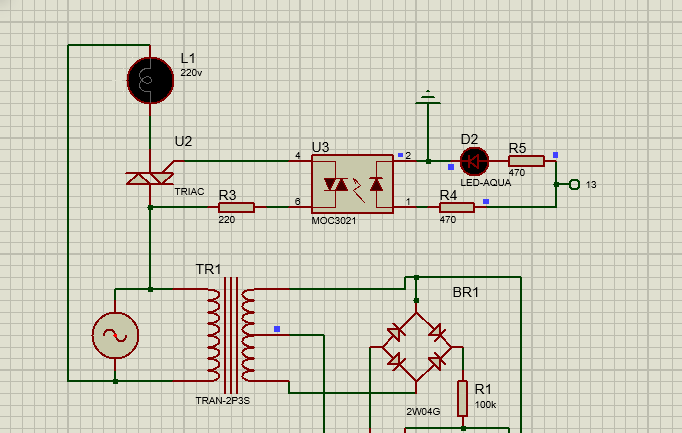 L1
220v
U2
TRIAC
4
U3
2
6
1
MOC3021
D2
LED-AQUA
R5
470
13
R3
220
R4
470
TR1
TRAN-2P3S
BR1
2W04G
R1
100k